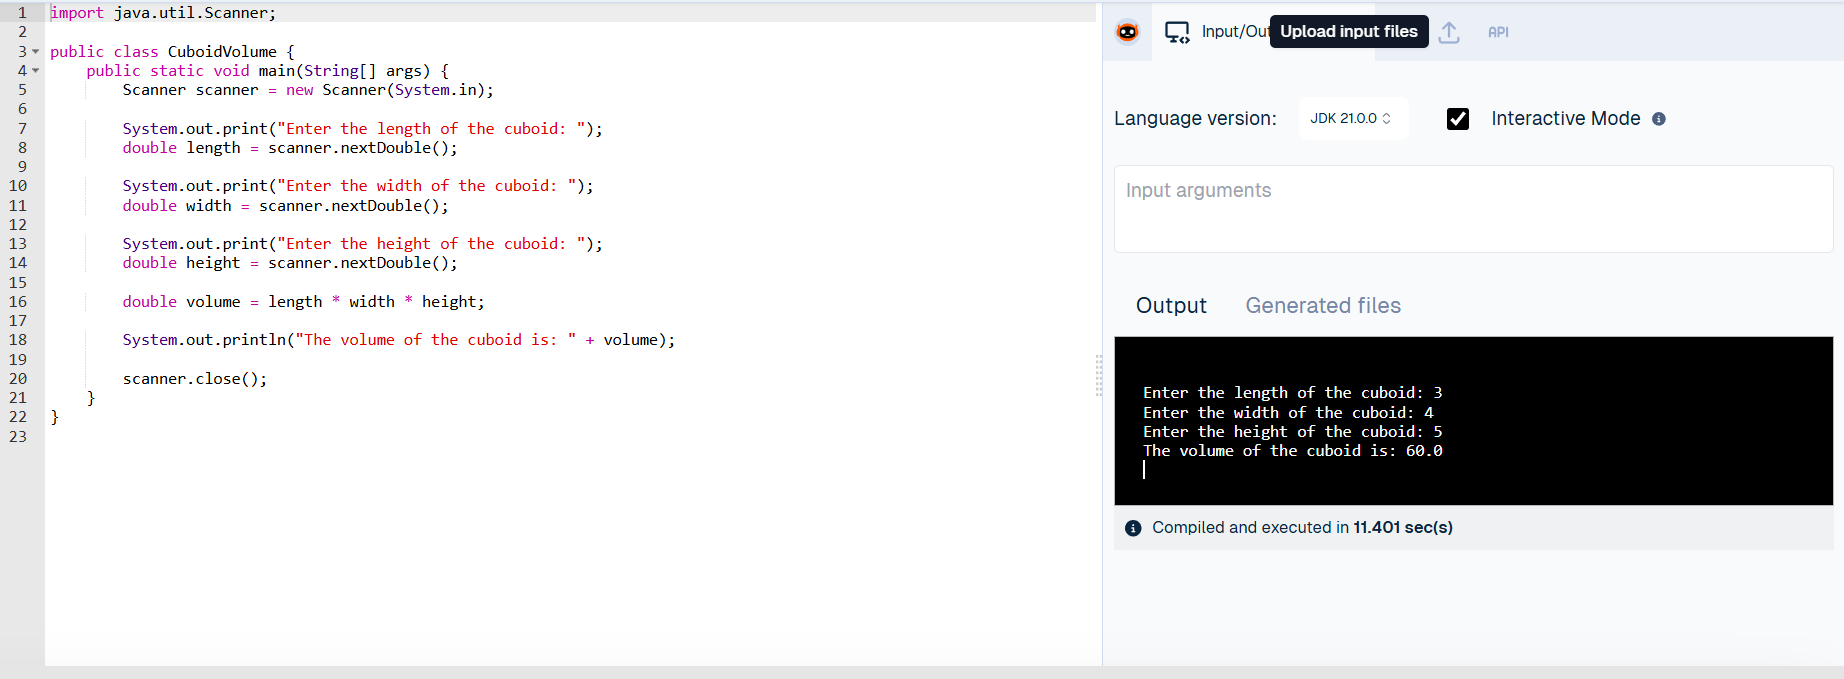 1 import java.util.Scanner;
2
3 public class CuboidVolume {
4     public static void main(String[] args) {
5         Scanner scanner = new Scanner(System.in);
6
7         System.out.print("Enter the length of the cuboid: ");
8         double length = scanner.nextDouble();
9
10         System.out.print("Enter the width of the cuboid: ");
11         double width = scanner.nextDouble();
12
13         System.out.print("Enter the height of the cuboid: ");
14         double height = scanner.nextDouble();
15
16         double volume = length * width * height;
17
18         System.out.println("The volume of the cuboid is: " + volume);
19
20         scanner.close();
21     }
22 }
23
Input/Out Upload input files API
Language version: JDK 21.0.0 Interactive Mode
Input arguments
Output Generated files
Enter the length of the cuboid: 3
Enter the width of the cuboid: 4
Enter the height of the cuboid: 5
The volume of the cuboid is: 60.0
Compiled and executed in 11.401 sec(s)